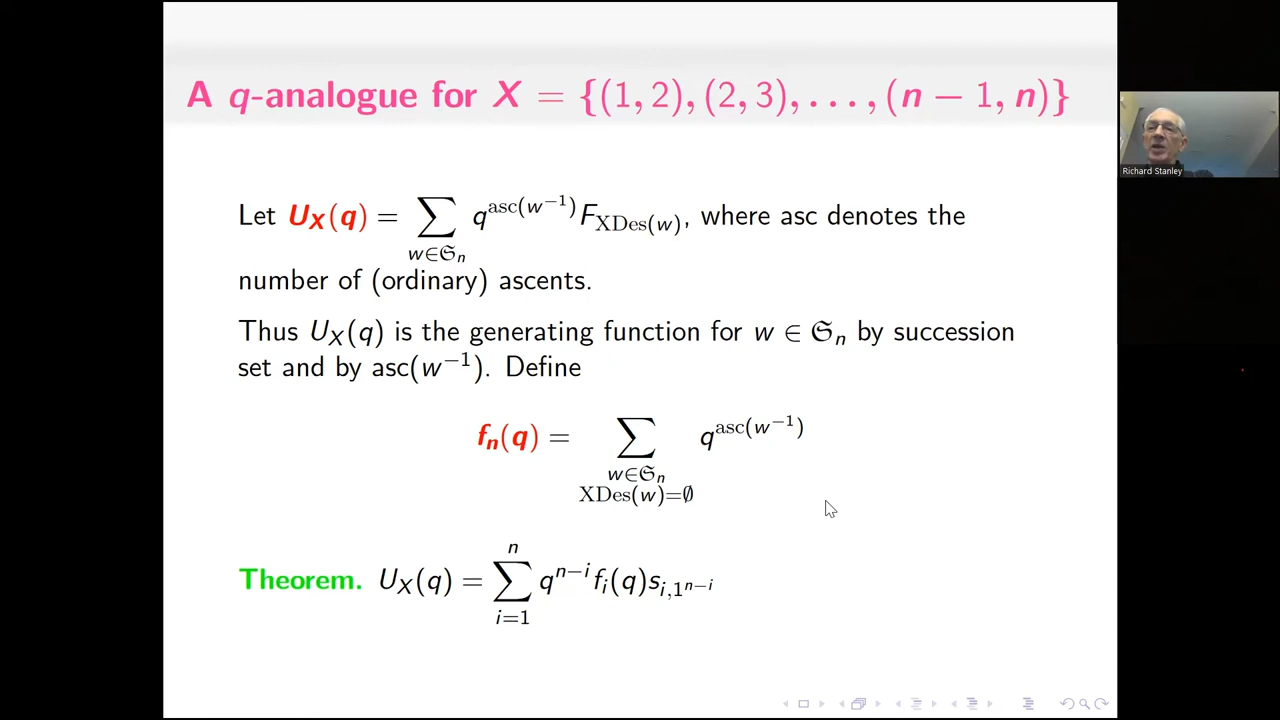 A q-analogue for X = {(1, 2), (2, 3), . . . , (n − 1, n)}
Let U_X(q) = ∑_{w∈𝔖_n} q^{asc(w^{−1})} F_{XDes(w)}, where asc denotes the
number of (ordinary) ascents.
Thus U_X(q) is the generating function for w ∈ 𝔖_n by succession
set and by asc(w^{−1}). Define
f_n(q) = ∑_{w∈𝔖_n, XDes(w)=∅} q^{asc(w^{−1})}
Theorem. U_X(q) = ∑_{i=1}^{n} q^{n−i} f_i(q) s_{i,1^{n−i}}
Richard Stanley